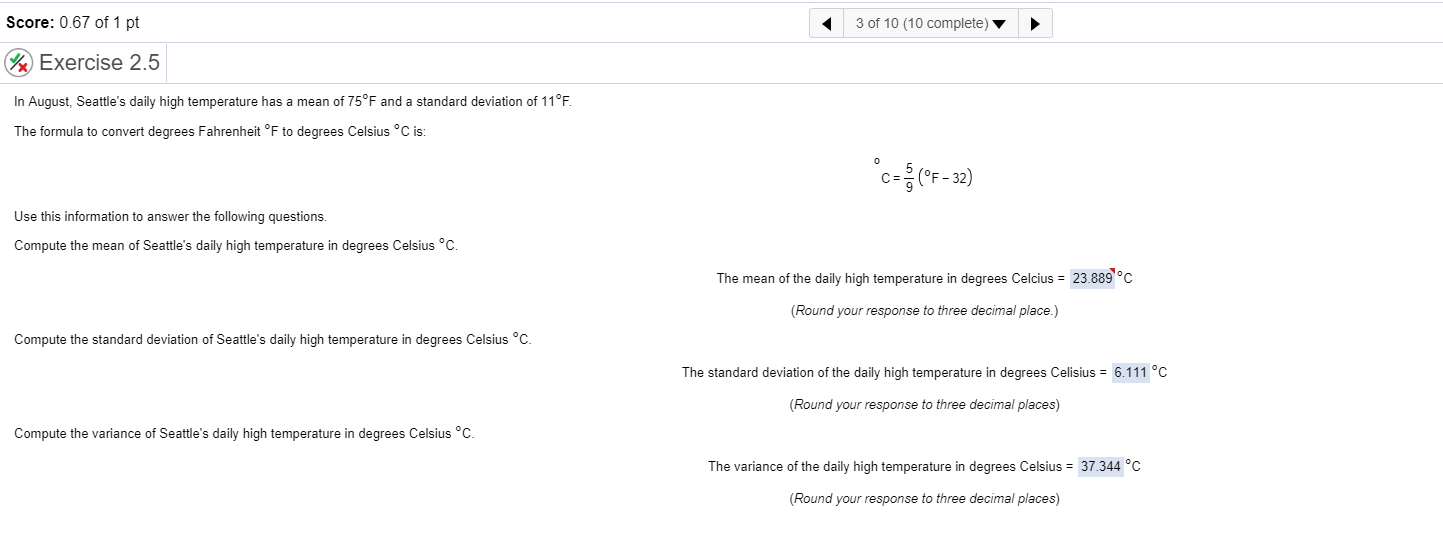 Score: 0.67 of 1 pt
3 of 10 (10 complete)
Exercise 2.5
In August, Seattle's daily high temperature has a mean of 75°F and a standard deviation of 11°F.
The formula to convert degrees Fahrenheit °F to degrees Celsius °C is:
°C = 5/9 (°F − 32)
Use this information to answer the following questions.
Compute the mean of Seattle's daily high temperature in degrees Celsius °C.
The mean of the daily high temperature in degrees Celcius = 23.889 °C
(Round your response to three decimal place.)
Compute the standard deviation of Seattle's daily high temperature in degrees Celsius °C.
The standard deviation of the daily high temperature in degrees Celisius = 6.111 °C
(Round your response to three decimal places)
Compute the variance of Seattle's daily high temperature in degrees Celsius °C.
The variance of the daily high temperature in degrees Celsius = 37.344 °C
(Round your response to three decimal places)